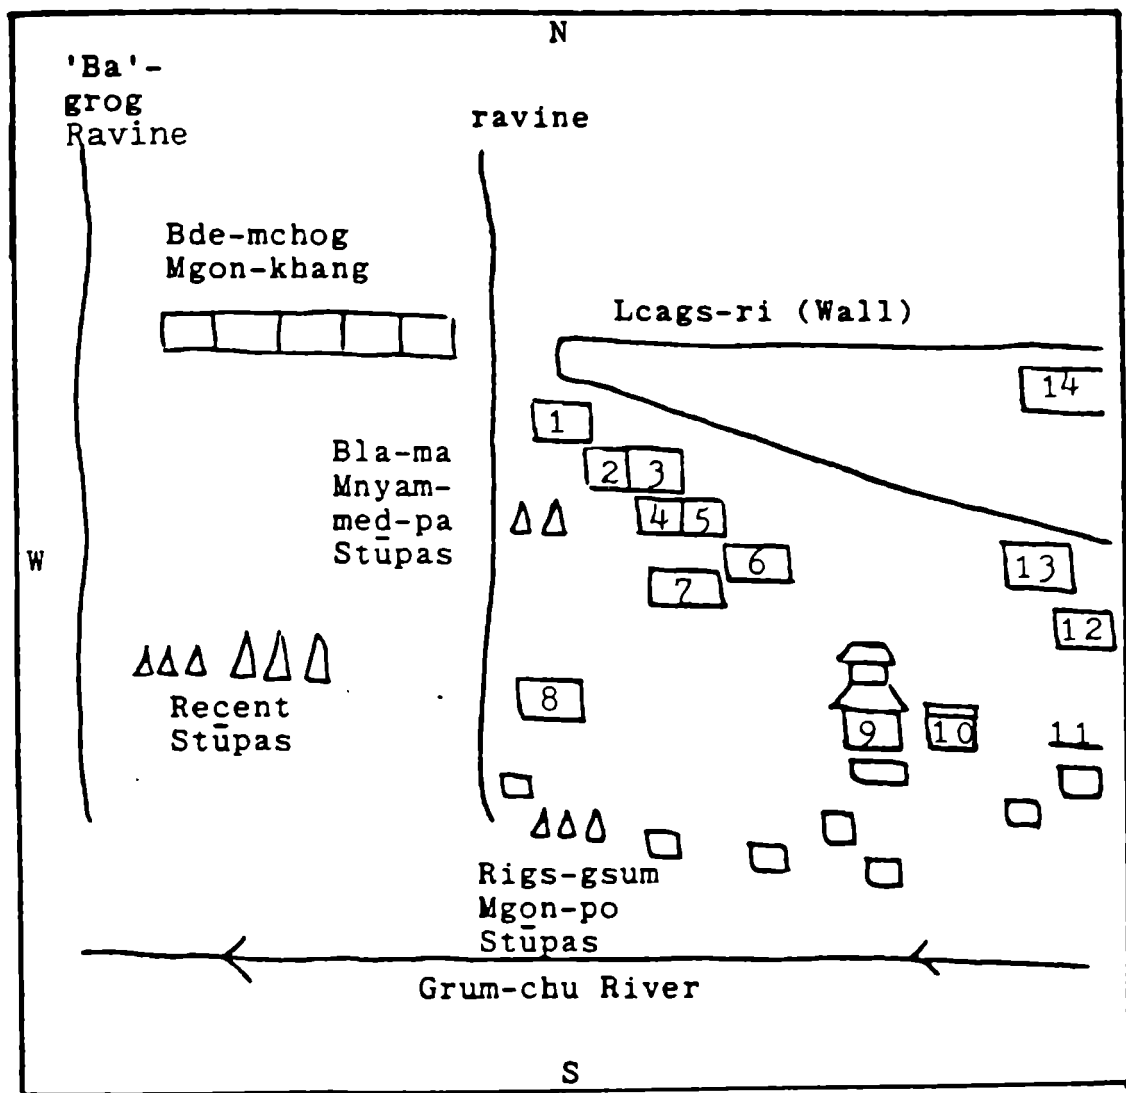 N
'Ba'-
grog
Ravine
ravine
Bde-mchog
Mgon-khang
Lcags-ri (Wall)
14
1
Bla-ma
Mnyam-
med-pa
Stūpas
2 3
4 5
W
6
13
7
12
8
Recent
Stūpas
9
10
11
Rigs-gsum
Mgon-po
Stūpas
Grum-chu River
S